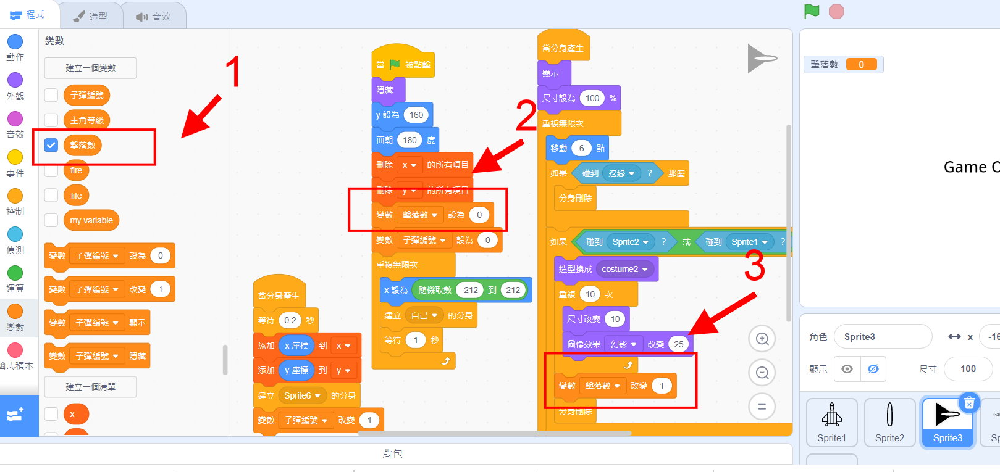 程式
造型
音效
動作
外觀
音效
事件
控制
偵測
運算
變數
函式積木
變數
建立一個變數
子彈編號
主角等級
擊落數
fire
life
my variable
變數 子彈編號 設為 0
變數 子彈編號 改變 1
變數 子彈編號 顯示
變數 子彈編號 隱藏
建立一個清單
x
1
當分身產生
等待 0.2 秒
添加 x 座標 到 x
添加 y 座標 到 y
建立 Sprite6 的分身
變數 子彈編號 改變 1
當 被點擊
隱藏
y 設為 160
面朝 180 度
刪除 x 的所有項目
刪除 y 的所有項目
變數 擊落數 設為 0
變數 子彈編號 設為 0
重複無限次
x 設為 隨機取數 -212 到 212
建立 自己 的分身
等待 1 秒
2
當分身產生
顯示
尺寸設為 100 %
重複無限次
移動 6 點
如果 碰到 邊緣 ? 那麼
分身刪除
如果 碰到 Sprite2 ? 或 碰到 Sprite1 ?
造型換成 costume2
重複 10 次
尺寸改變 10
圖像效果 幻影 改變 25
變數 擊落數 改變 1
分身刪除
3
背包
擊落數 0
Game O
角色 Sprite3 x -16
顯示 尺寸 100
Sprite1
Sprite2
Sprite3
Ga
Sp